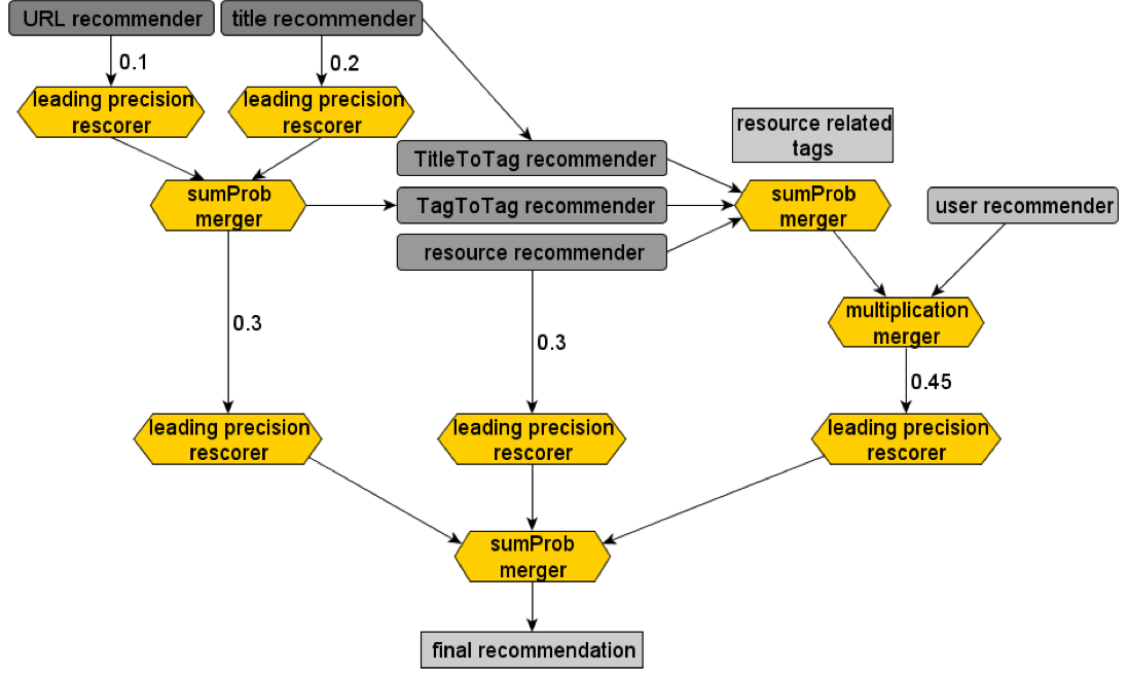 URL recommender
title recommender
0.1
0.2
leading precision
rescorer
leading precision
rescorer
resource related
tags
TitleToTag recommender
sumProb
merger
TagToTag recommender
sumProb
merger
user recommender
resource recommender
multiplication
merger
0.3
0.3
0.45
leading precision
rescorer
leading precision
rescorer
leading precision
rescorer
sumProb
merger
final recommendation